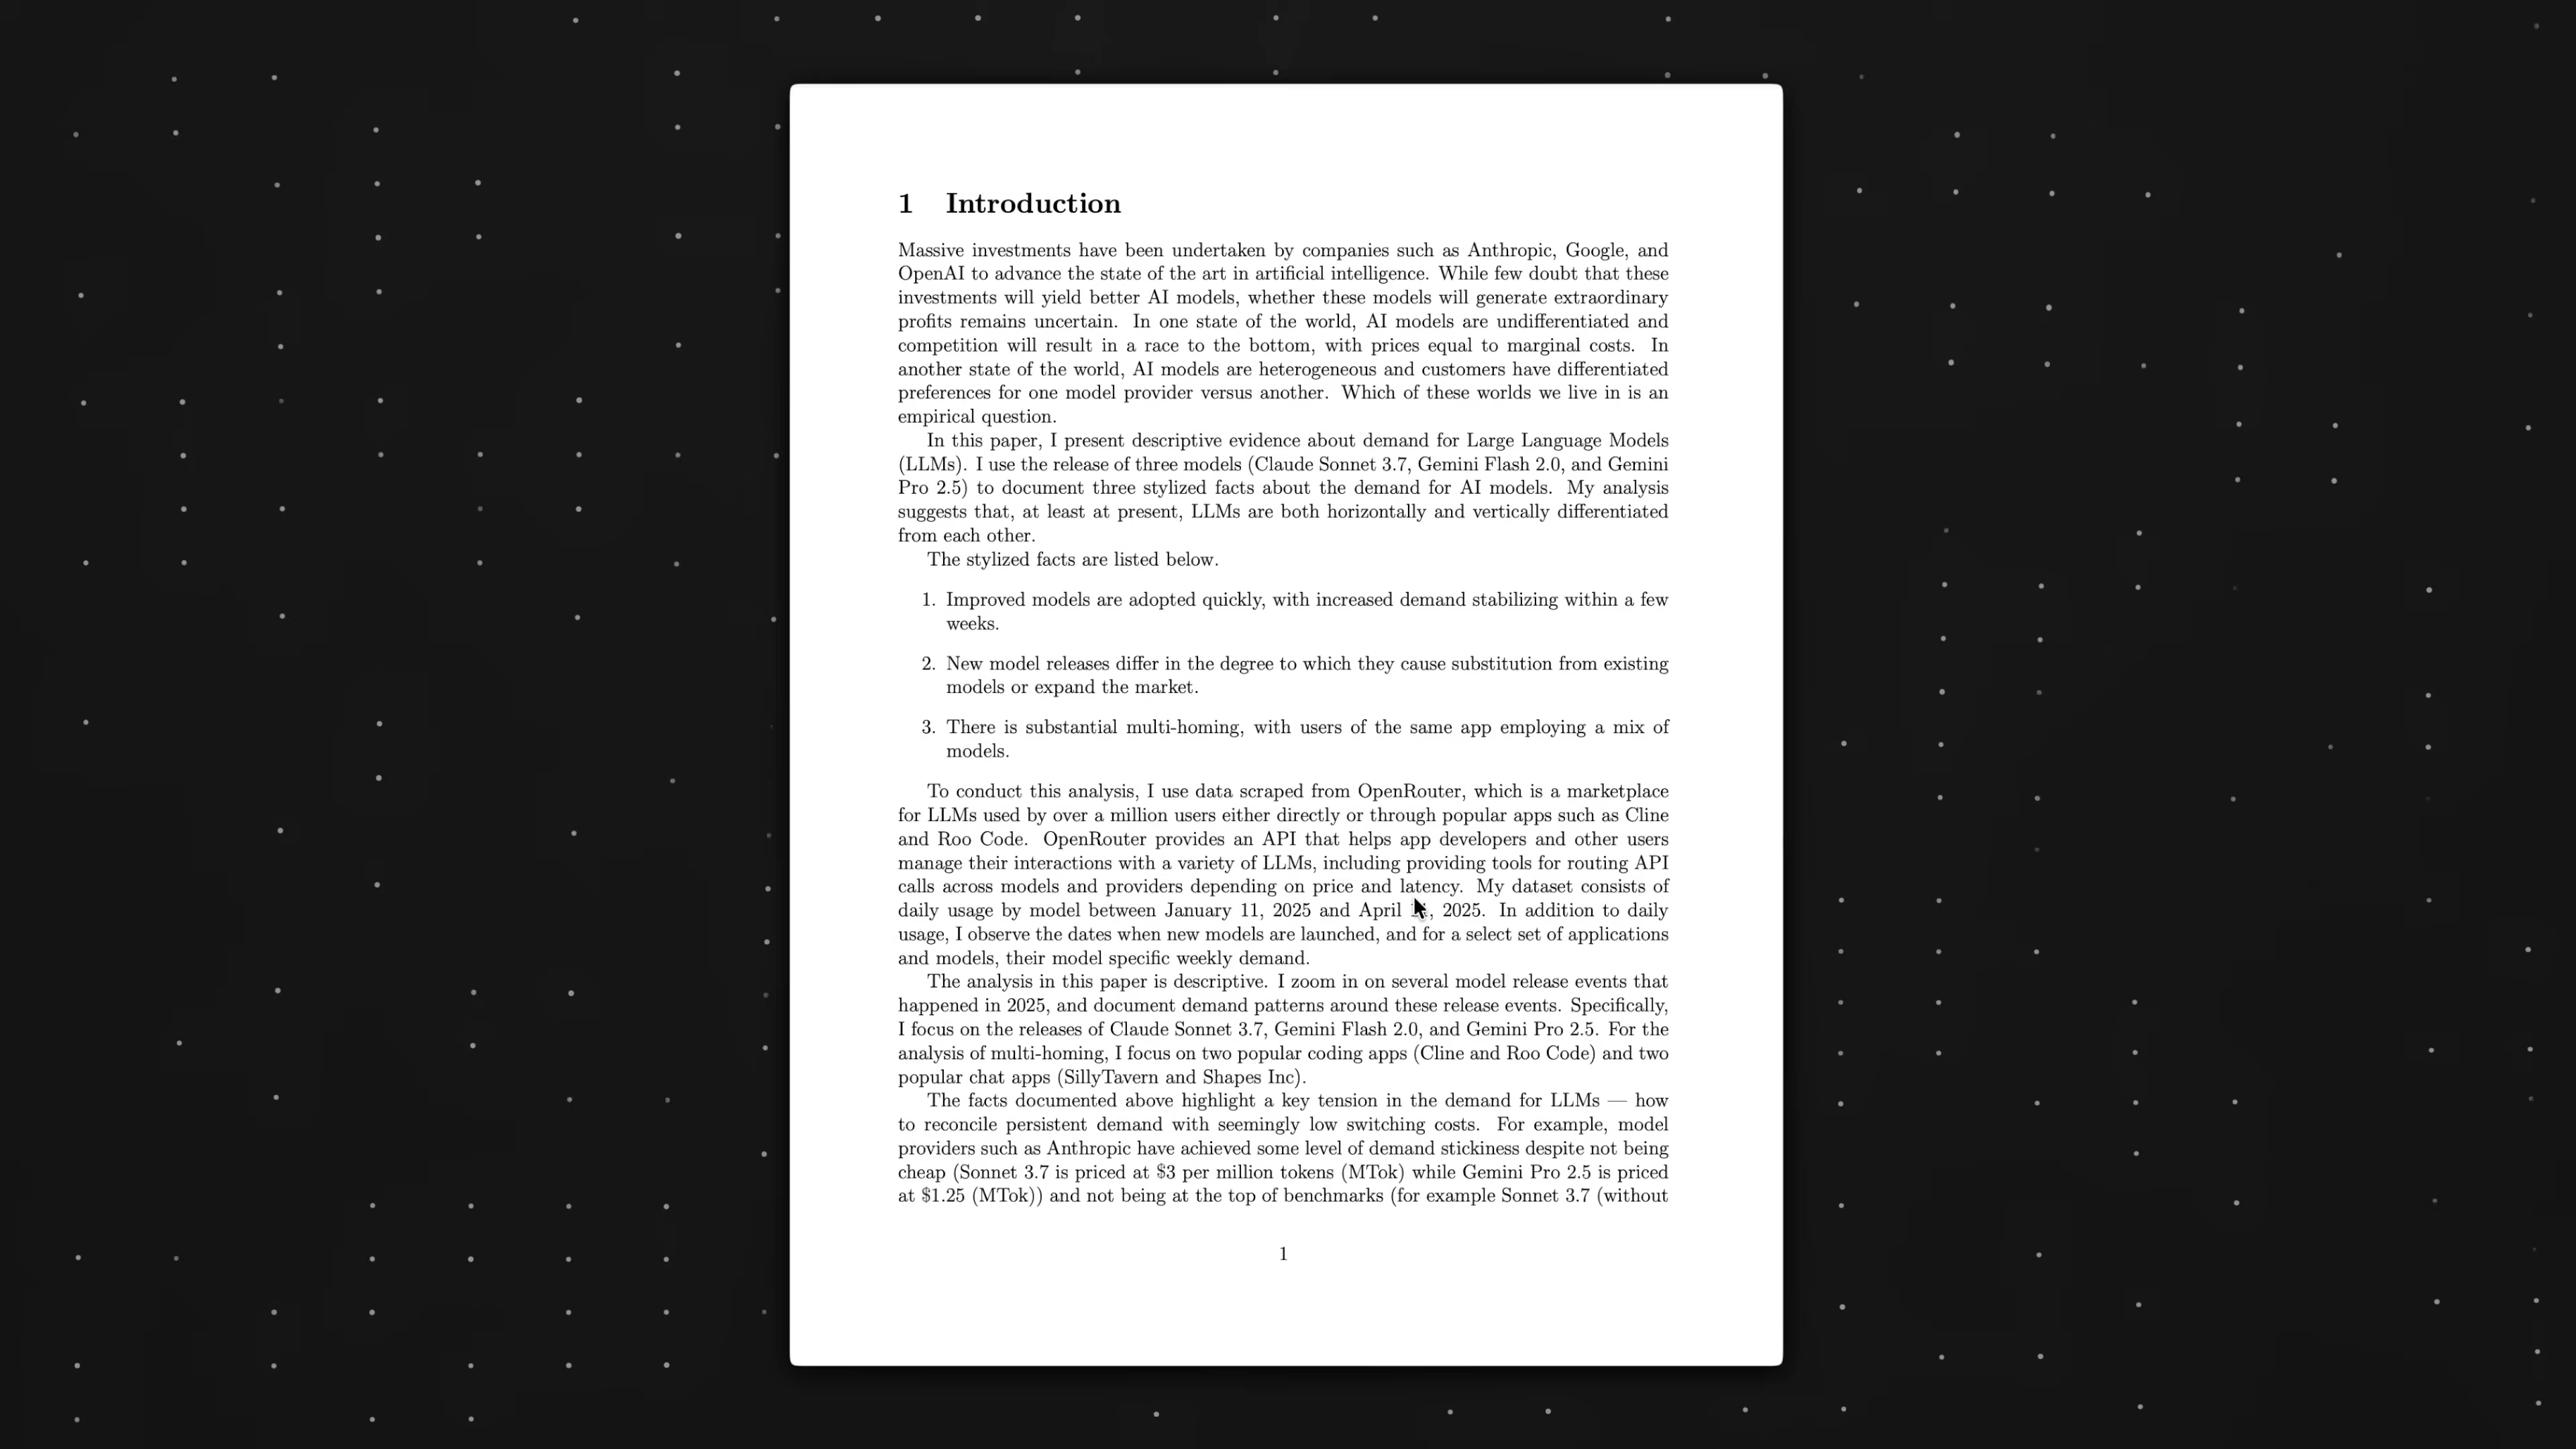 1 Introduction
Massive investments have been undertaken by companies such as Anthropic, Google, and
OpenAI to advance the state of the art in artificial intelligence. While few doubt that these
investments will yield better AI models, whether these models will generate extraordinary
profits remains uncertain. In one state of the world, AI models are undifferentiated and
competition will result in a race to the bottom, with prices equal to marginal costs. In
another state of the world, AI models are heterogeneous and customers have differentiated
preferences for one model provider versus another. Which of these worlds we live in is an
empirical question.
In this paper, I present descriptive evidence about demand for Large Language Models
(LLMs). I use the release of three models (Claude Sonnet 3.7, Gemini Flash 2.0, and Gemini
Pro 2.5) to document three stylized facts about the demand for AI models. My analysis
suggests that, at least at present, LLMs are both horizontally and vertically differentiated
from each other.
The stylized facts are listed below.
1. Improved models are adopted quickly, with increased demand stabilizing within a few
weeks.
2. New model releases differ in the degree to which they cause substitution from existing
models or expand the market.
3. There is substantial multi-homing, with users of the same app employing a mix of
models.
To conduct this analysis, I use data scraped from OpenRouter, which is a marketplace
for LLMs used by over a million users either directly or through popular apps such as Cline
and Roo Code. OpenRouter provides an API that helps app developers and other users
manage their interactions with a variety of LLMs, including providing tools for routing API
calls across models and providers depending on price and latency. My dataset consists of
daily usage by model between January 11, 2025 and April , 2025. In addition to daily
usage, I observe the dates when new models are launched, and for a select set of applications
and models, their model specific weekly demand.
The analysis in this paper is descriptive. I zoom in on several model release events that
happened in 2025, and document demand patterns around these release events. Specifically,
I focus on the releases of Claude Sonnet 3.7, Gemini Flash 2.0, and Gemini Pro 2.5. For the
analysis of multi-homing, I focus on two popular coding apps (Cline and Roo Code) and two
popular chat apps (SillyTavern and Shapes Inc).
The facts documented above highlight a key tension in the demand for LLMs — how
to reconcile persistent demand with seemingly low switching costs. For example, model
providers such as Anthropic have achieved some level of demand stickiness despite not being
cheap (Sonnet 3.7 is priced at $3 per million tokens (MTok) while Gemini Pro 2.5 is priced
at $1.25 (MTok)) and not being at the top of benchmarks (for example Sonnet 3.7 (without
1